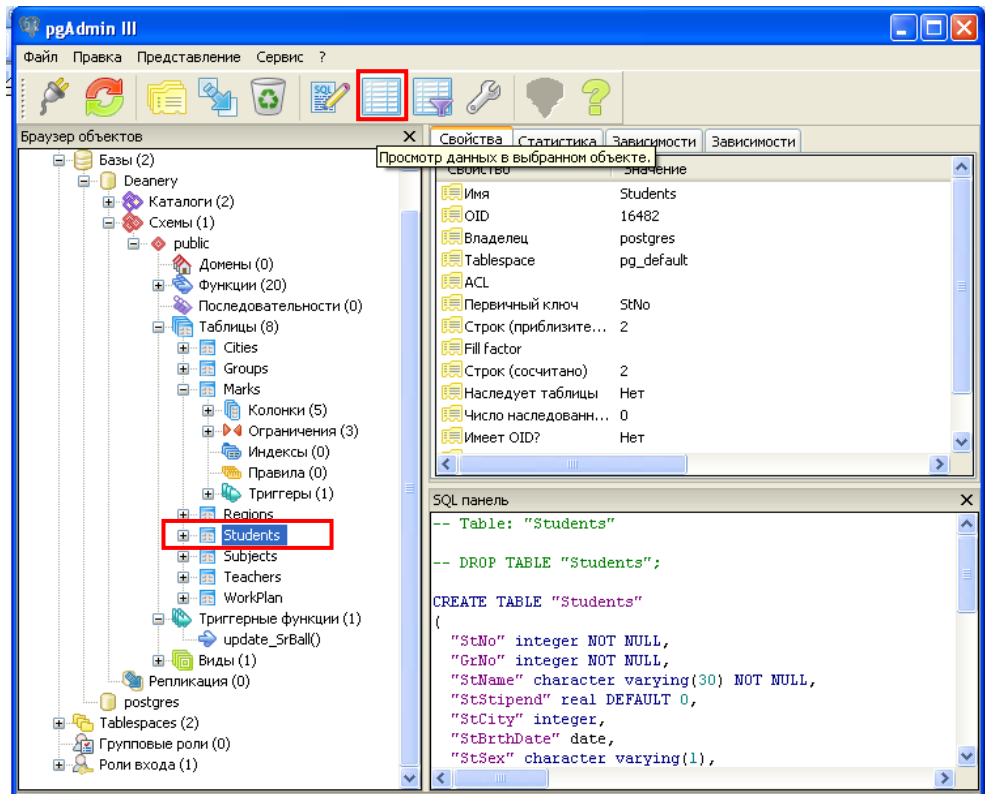 pgAdmin III
Файл Правка Представление Сервис ?
SQL
Браузер объектов
Базы (2)
Deanery
Каталоги (2)
Схемы (1)
public
Домены (0)
Функции (20)
Последовательности (0)
Таблицы (8)
Cities
Groups
Marks
Колонки (5)
Ограничения (3)
Индексы (0)
Правила (0)
Триггеры (1)
Regions
Students
Subjects
Teachers
WorkPlan
Триггерные функции (1)
update_SrBall()
Виды (1)
Репликация (0)
postgres
Tablespaces (2)
Групповые роли (0)
Роли входа (1)
Свойства Статистика Зависимости Зависимости
Просмотр данных в выбранном объекте.
Свойство Значение
Имя Students
OID 16482
Владелец postgres
Tablespace pg_default
ACL
Первичный ключ StNo
Строк (приблизите... 2
Fill factor
Строк (сосчитано) 2
Наследует таблицы Нет
Число наследованн... 0
Имеет OID? Нет
SQL панель
-- Table: "Students"
-- DROP TABLE "Students";
CREATE TABLE "Students"
(
"StNo" integer NOT NULL,
"GrNo" integer NOT NULL,
"StName" character varying(30) NOT NULL,
"StStipend" real DEFAULT 0,
"StCity" integer,
"StBrthDate" date,
"StSex" character varying(1),